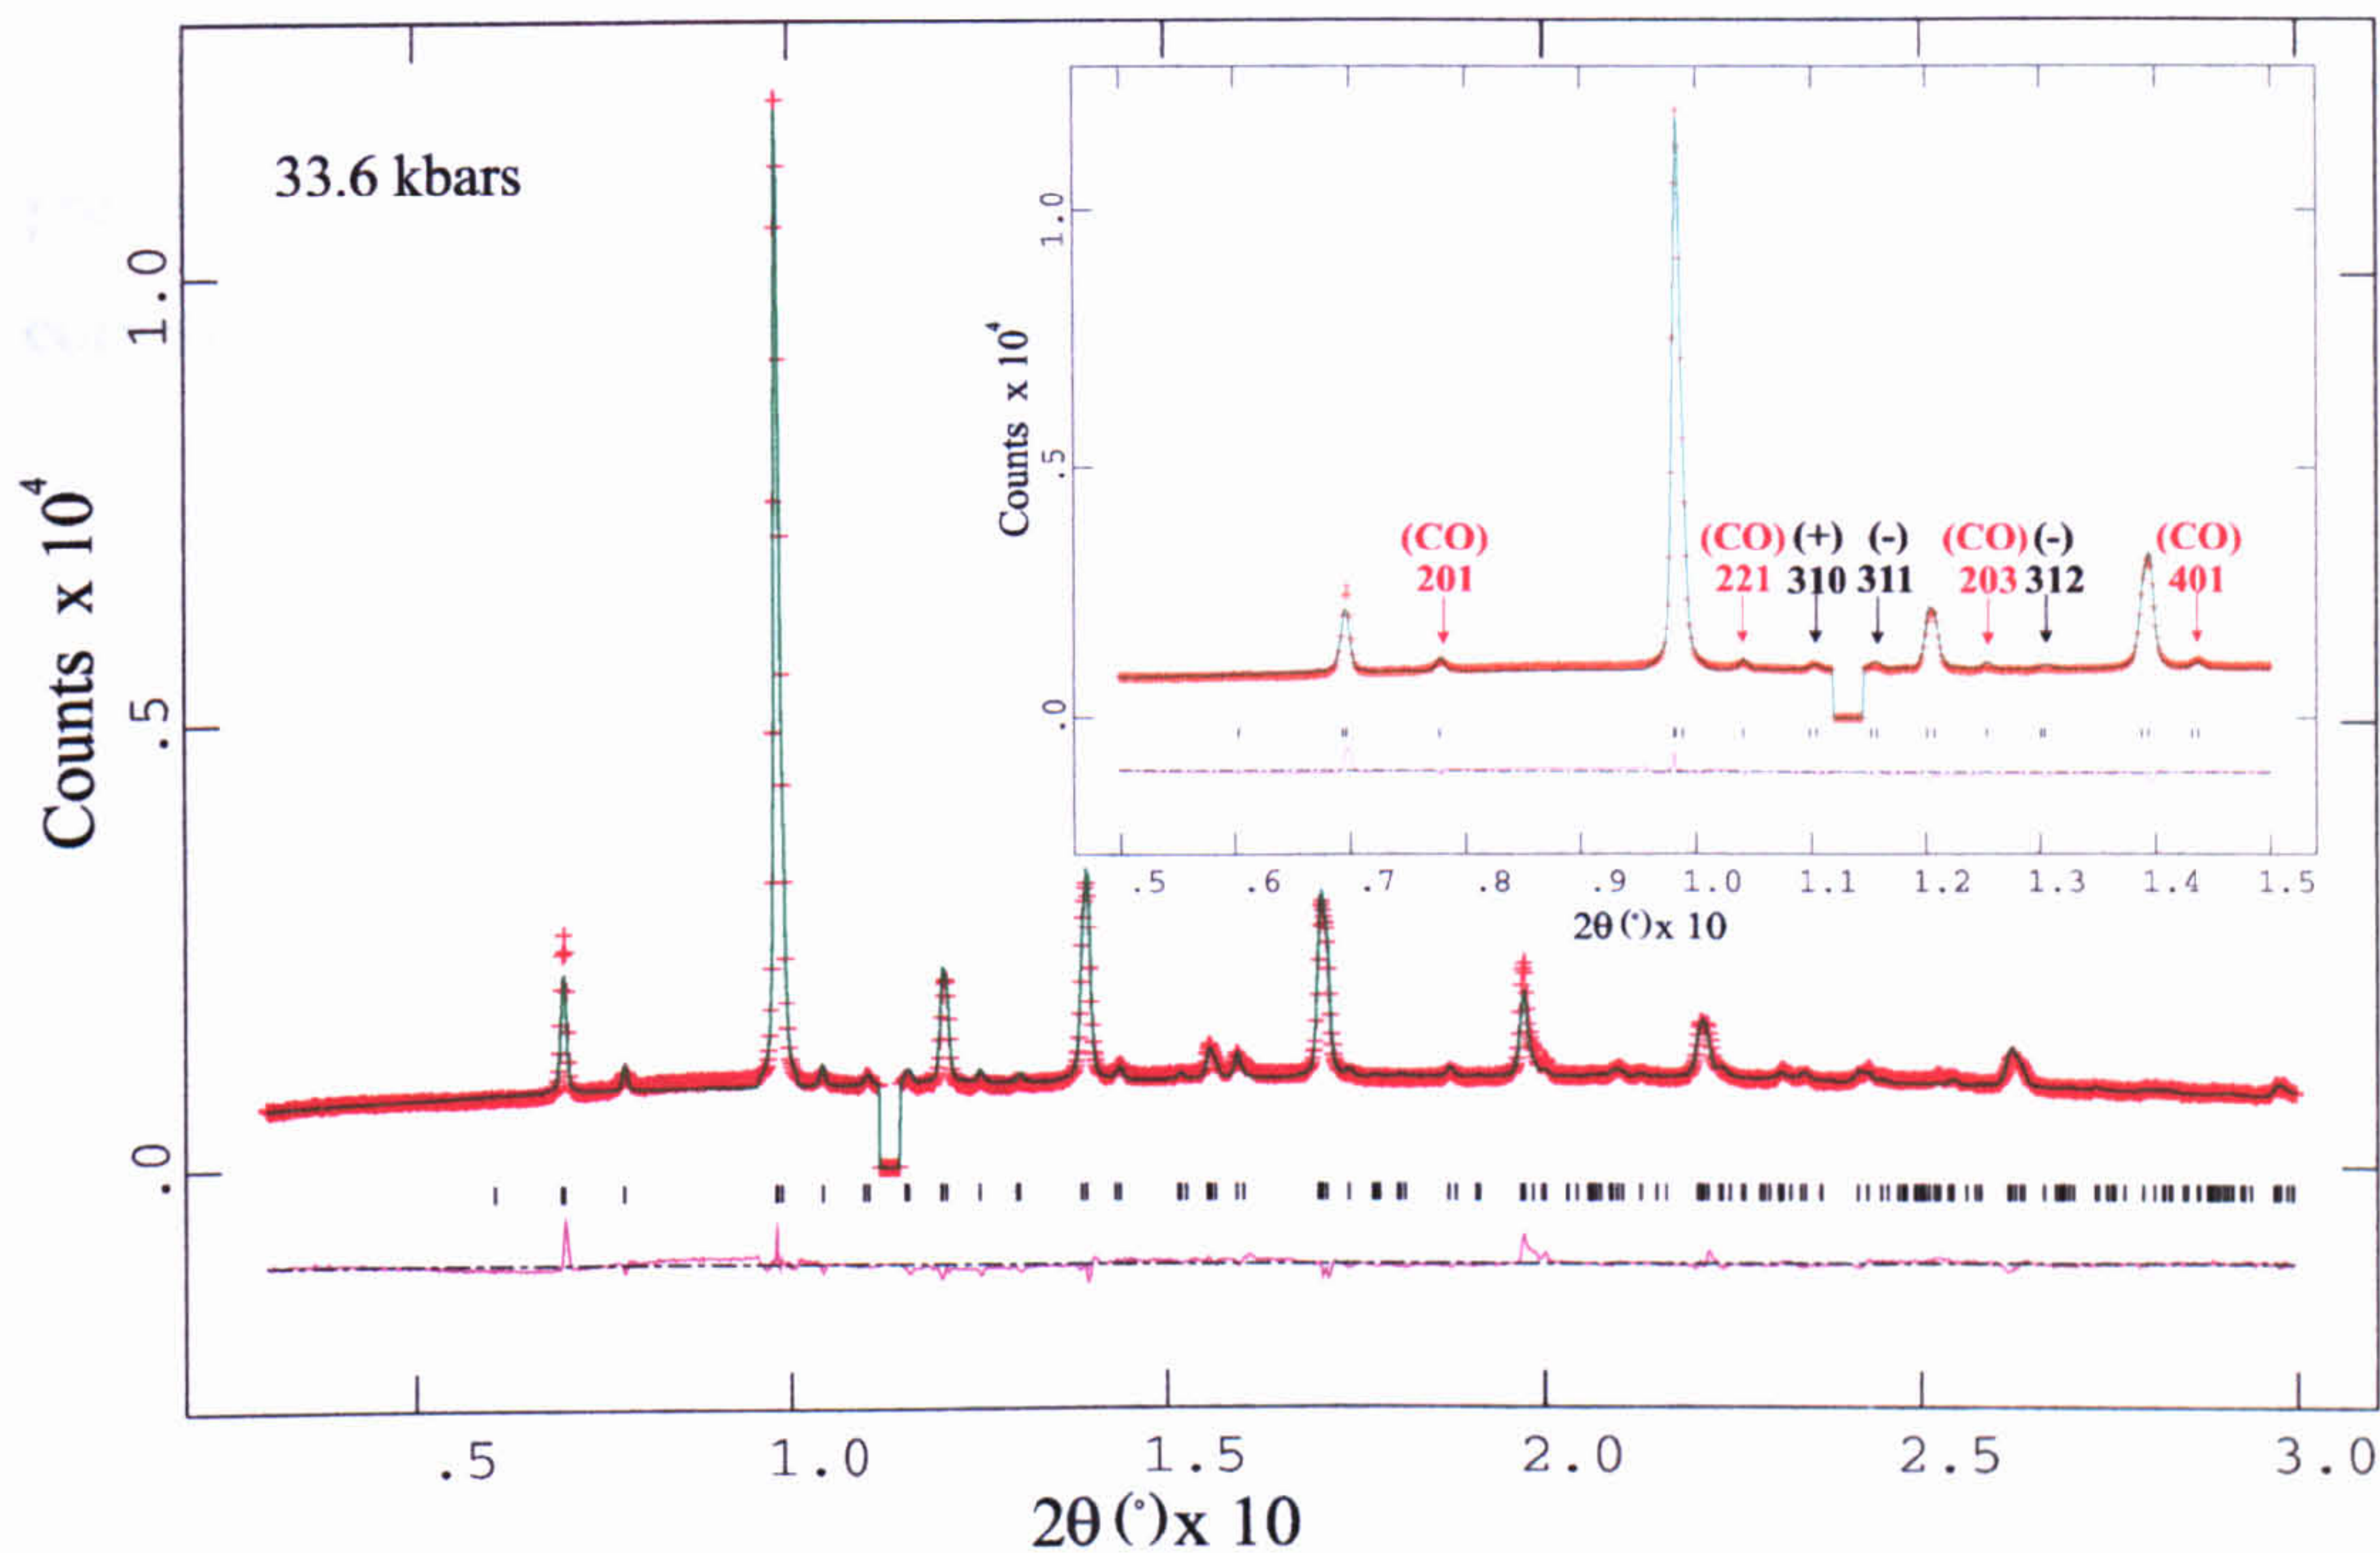 33.6 kbars
Counts x 10⁴
1.0
.5
.0
.5 1.0 1.5 2.0 2.5 3.0
2θ (°)x 10
Counts x 10⁴
1.0
.5
.0
(CO) (CO) (+) (-) (CO) (-) (CO)
201 221 310 311 203 312 401
.5 .6 .7 .8 .9 1.0 1.1 1.2 1.3 1.4 1.5
2θ (°)x 10